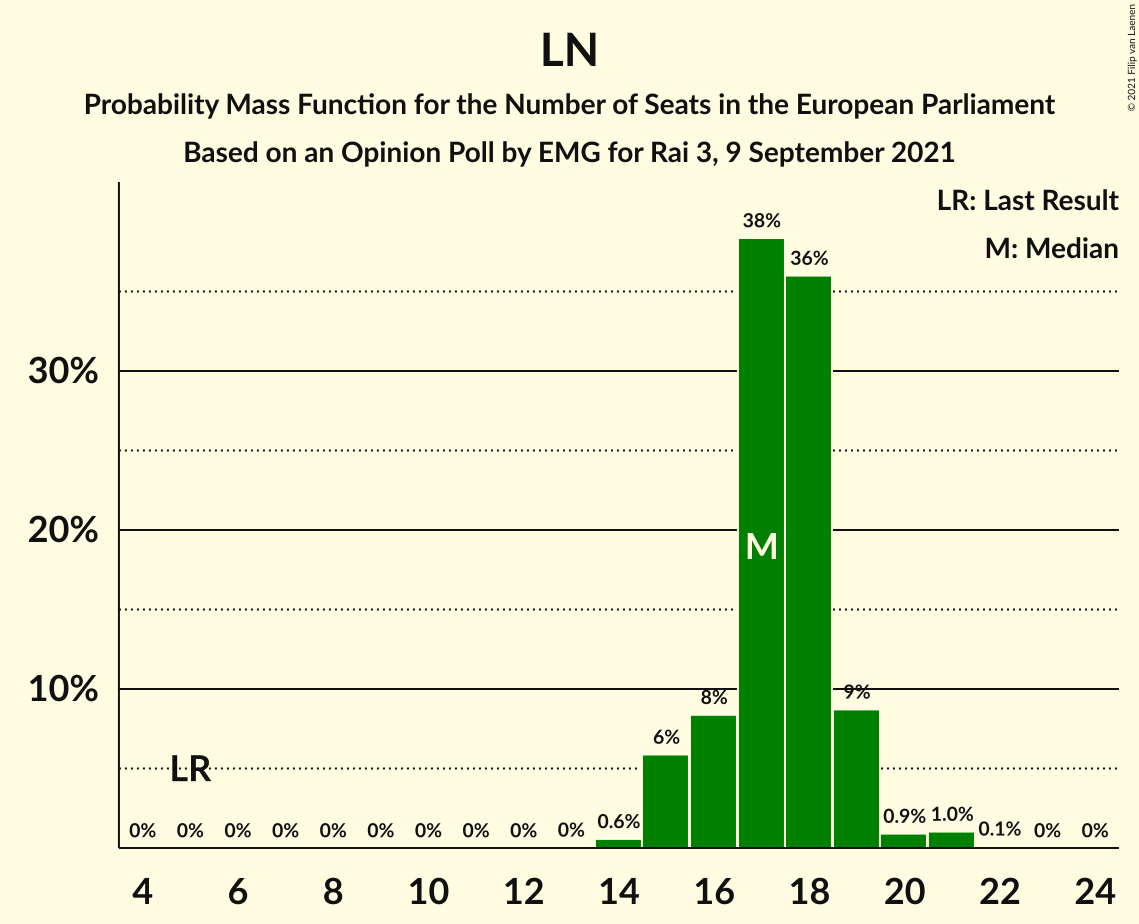 LN
Probability Mass Function for the Number of Seats in the European Parliament
Based on an Opinion Poll by EMG for Rai 3, 9 September 2021
© 2021 Filip van Laenen
LR: Last Result
M: Median
38%
36%
30%
20%
M
10%
8%
9%
6%
LR
0% 0% 0% 0% 0% 0% 0% 0% 0% 0% 0.6% 0.9% 1.0% 0.1% 0% 0%
4 6 8 10 12 14 16 18 20 22 24